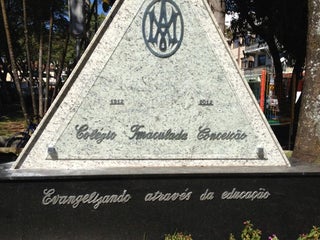 1912 2012
Colégio Imaculada Conceição
Evangelizando através da educação